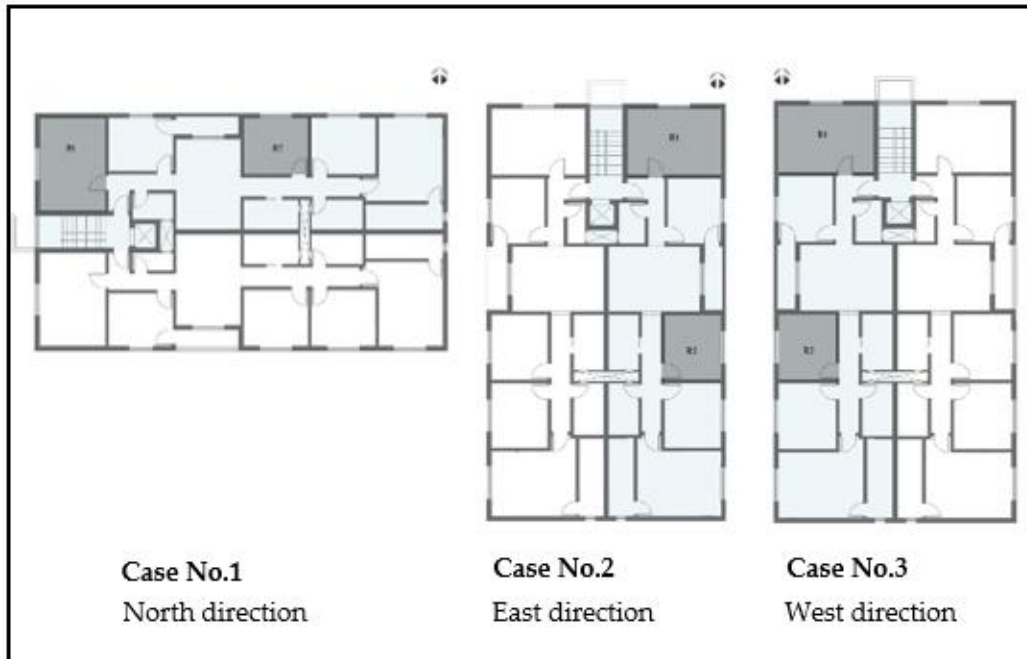 Case No.1
North direction
Case No.2
East direction
Case No.3
West direction